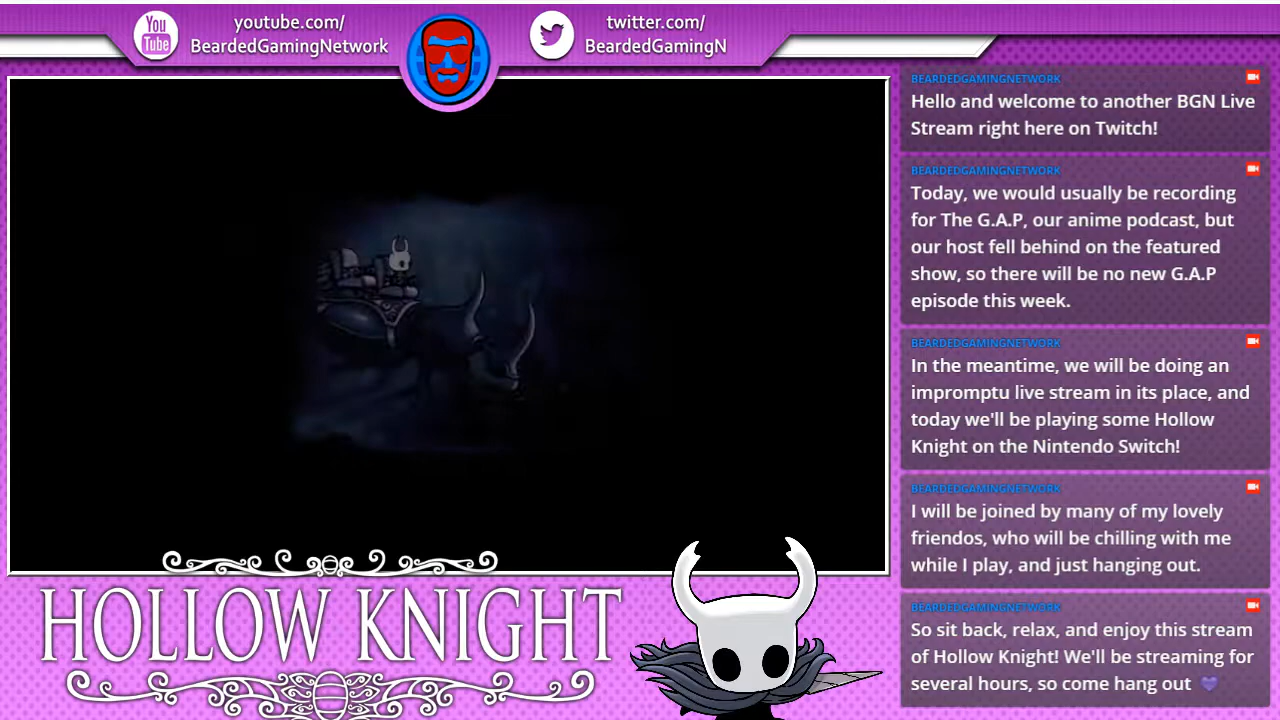 youtube.com/
BeardedGamingNetwork
You
Tube
twitter.com/
BeardedGamingN
BEARDEDGAMINGNETWORK
Hello and welcome to another BGN Live
Stream right here on Twitch!
BEARDEDGAMINGNETWORK
Today, we would usually be recording
for The G.A.P, our anime podcast, but
our host fell behind on the featured
show, so there will be no new G.A.P
episode this week.
BEARDEDGAMINGNETWORK
In the meantime, we will be doing an
impromptu live stream in its place, and
today we'll be playing some Hollow
Knight on the Nintendo Switch!
BEARDEDGAMINGNETWORK
I will be joined by many of my lovely
friendos, who will be chilling with me
while I play, and just hanging out.
BEARDEDGAMINGNETWORK
So sit back, relax, and enjoy this stream
of Hollow Knight! We'll be streaming for
several hours, so come hang out 💜
HOLLOW KNIGHT